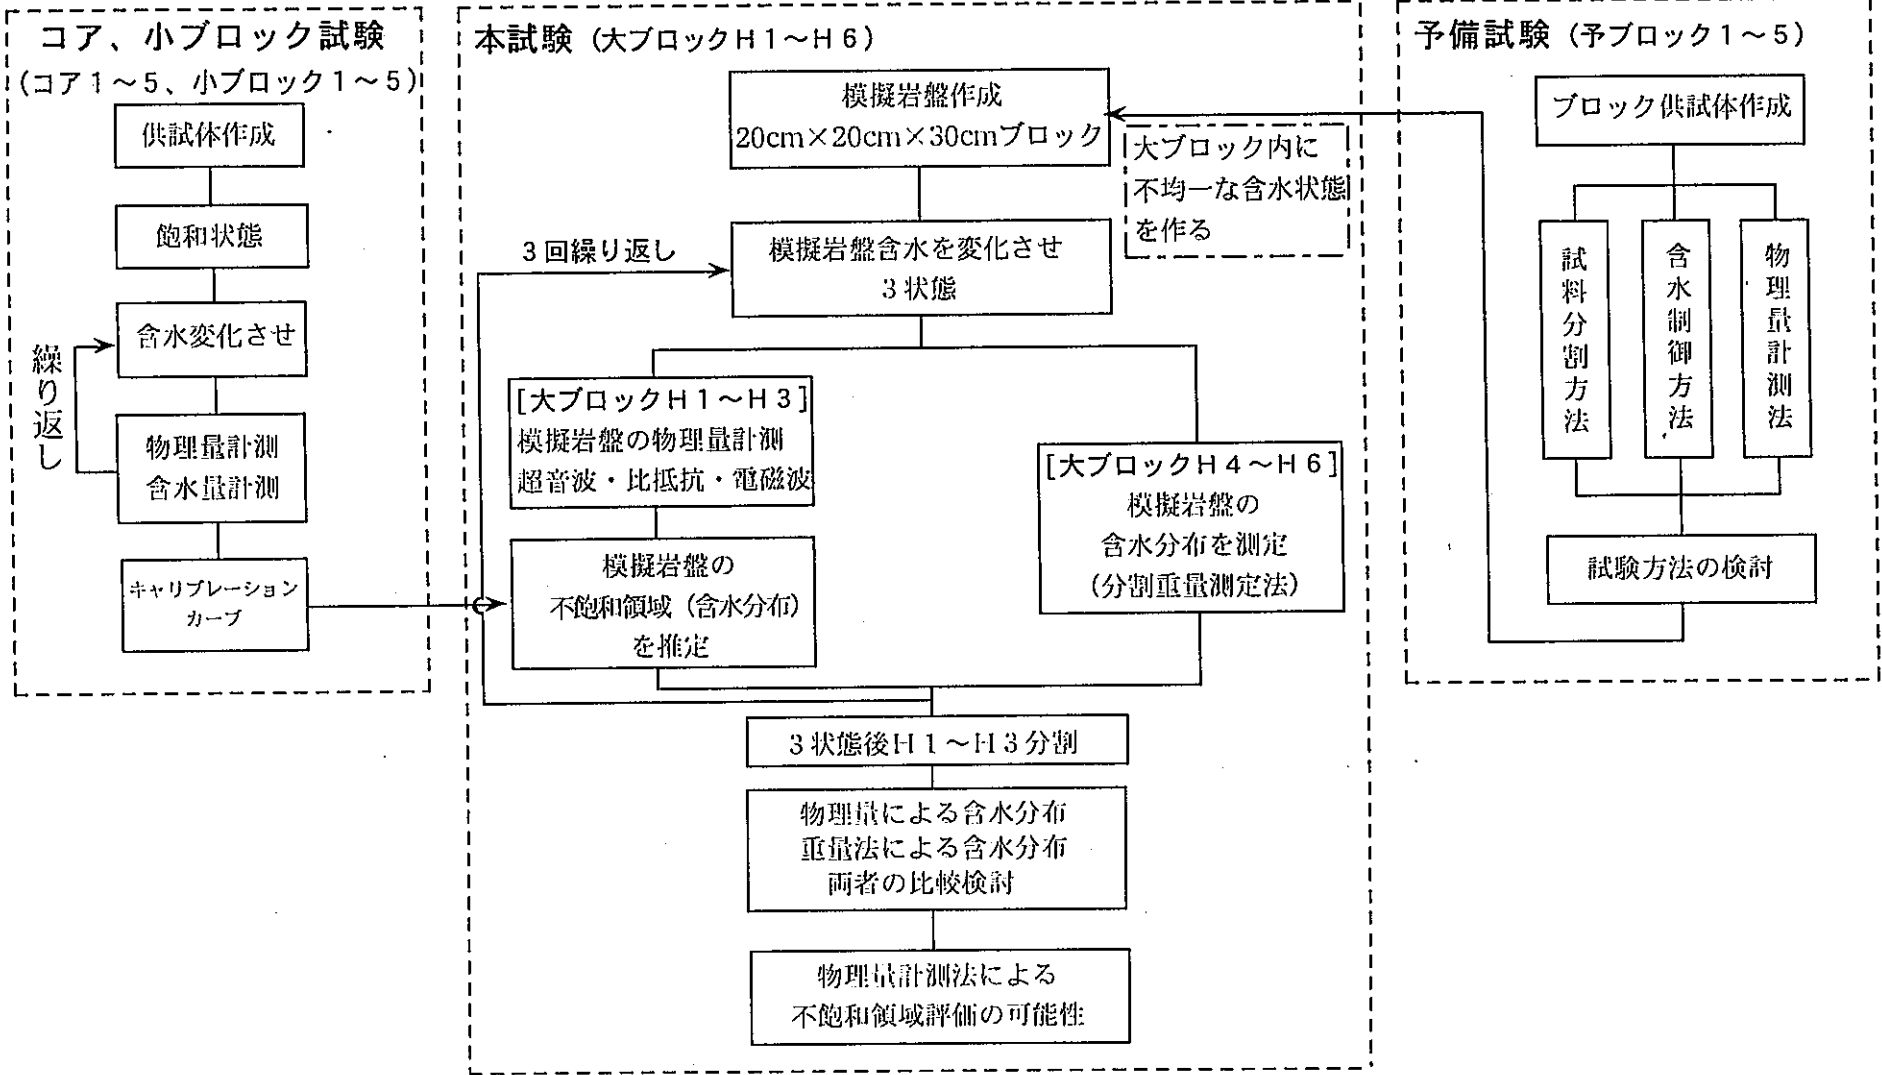 コア、小ブロック試験
(コア1～5、小ブロック1～5)
供試体作成
飽和状態
含水変化させ
繰り返し
物理量計測
含水量計測
キャリブレーション
カーブ
本試験（大ブロックH1～H6）
模擬岩盤作成
20cm×20cm×30cmブロック
大ブロック内に
不均一な含水状態
を作る
3回繰り返し
模擬岩盤含水を変化させ
3状態
[大ブロックH1～H3]
模擬岩盤の物理量計測
超音波・比抵抗・電磁波
模擬岩盤の
不飽和領域（含水分布）
を推定
[大ブロックH4～H6]
模擬岩盤の
含水分布を測定
（分割重量測定法）
3状態後H1～H3分割
物理量による含水分布
重量法による含水分布
両者の比較検討
物理量計測法による
不飽和領域評価の可能性
予備試験（予ブロック1～5）
ブロック供試体作成
試料分割方法
含水制御方法
物理量計測法
試験方法の検討